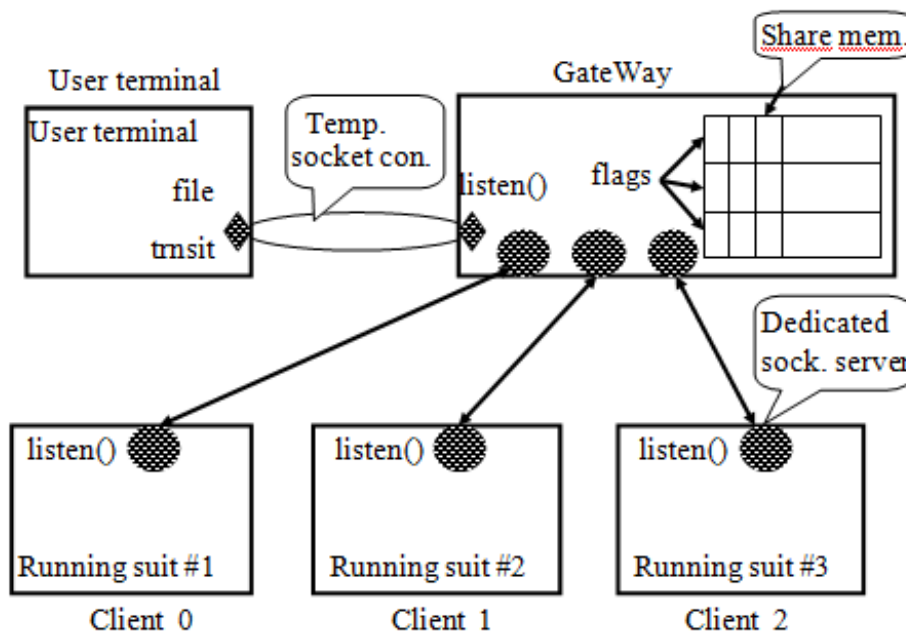 Share mem.
User terminal
GateWay
User terminal
Temp.
socket con.
file
listen()
flags
trnsit
Dedicated
sock. server
listen()
listen()
listen()
Running suit #1
Running suit #2
Running suit #3
Client 0
Client 1
Client 2